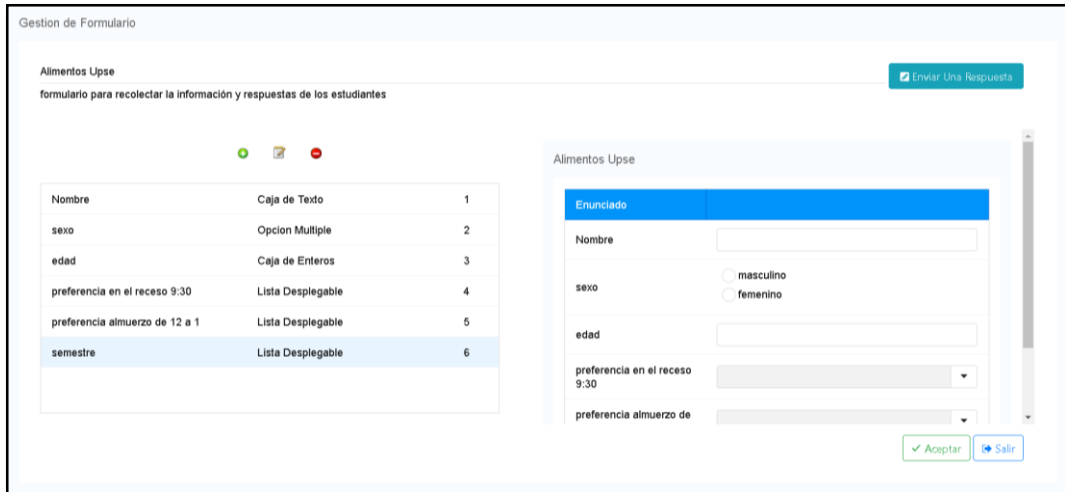 Gestion de Formulario
Alimentos Upse
Enviar Una Respuesta
formulario para recolectar la información y respuestas de los estudiantes
Nombre Caja de Texto 1
sexo Opcion Multiple 2
edad Caja de Enteros 3
preferencia en el receso 9:30 Lista Desplegable 4
preferencia almuerzo de 12 a 1 Lista Desplegable 5
semestre Lista Desplegable 6
Alimentos Upse
Enunciado
Nombre
sexo
masculino
femenino
edad
preferencia en el receso
9:30
preferencia almuerzo de
Aceptar
Salir